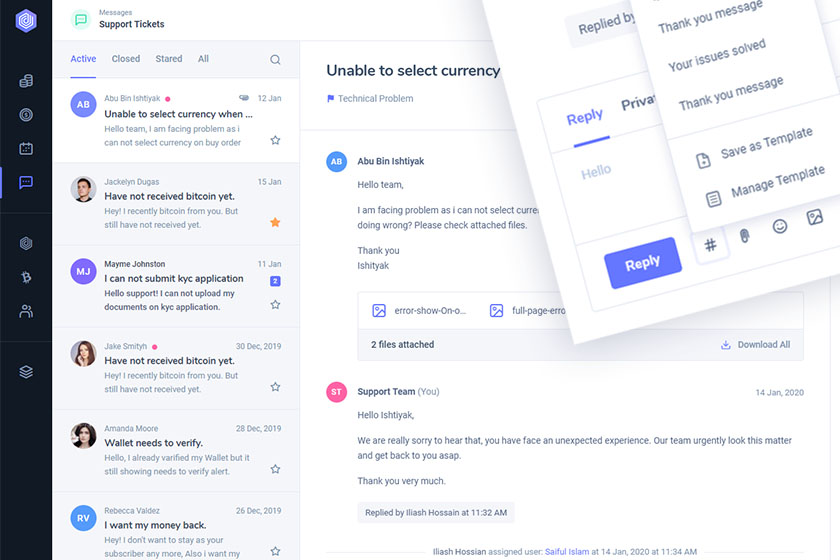 Messages
Support Tickets
Active Closed Stared All
AB
Abu Bin Ishtiyak
12 Jan
Unable to select currency when ...
Hello team, I am facing problem as i
can not select currency on buy order
Jackelyn Dugas
15 Jan
Have not received bitcoin yet.
Hey! I recently bitcoin from you. But
still have not received yet.
MJ
Mayme Johnston
11 Jan
I can not submit kyc application
2
Hello support! I can not upload my
documents on kyc application.
Jake Smityh
30 Dec, 2019
Have not received bitcoin yet.
Hey! I recently bitcoin from you. But
still have not received yet.
Amanda Moore
28 Dec, 2019
Wallet needs to verify.
Hello, I already varified my Wallet but it
still showing needs to verify alert.
RV
Rebecca Valdez
26 Dec, 2019
I want my money back.
Hey! I don't want to stay as your
subscriber any more, Also i want my
Unable to select currency
Technical Problem
AB
Abu Bin Ishtiyak
Hello team,
I am facing problem as i can not select
doing wrong? Please check attached files.
Thank you
Ishityak
error-show-On-o...
full-page-erro
2 files attached
Download All
ST
Support Team (You)
14 Jan, 2020
Hello Ishtiyak,
We are really sorry to hear that, you have face an unexpected experience. Our team urgently look this matter
and get back to you asap.
Thank you very much.
Replied by Iliash Hossain at 11:32 AM
Iliash Hossian assigned user: Saiful Islam at 14 Jan, 2020 at 11:34 AM
Replied by
Thank you message
Your issues solved
Thank you message
Save as Template
Manage Template
Reply
Hello
Reply
#